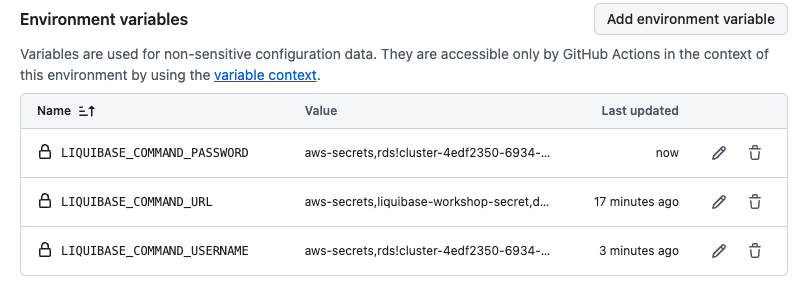 Environment variables
Add environment variable
Variables are used for non-sensitive configuration data. They are accessible only by GitHub Actions in the context of
this environment by using the variable context.
Name Value Last updated
LIQUIBASE_COMMAND_PASSWORD aws-secrets,rds!cluster-4edf2350-6934-... now
LIQUIBASE_COMMAND_URL aws-secrets,liquibase-workshop-secret,d... 17 minutes ago
LIQUIBASE_COMMAND_USERNAME aws-secrets,rds!cluster-4edf2350-6934-... 3 minutes ago